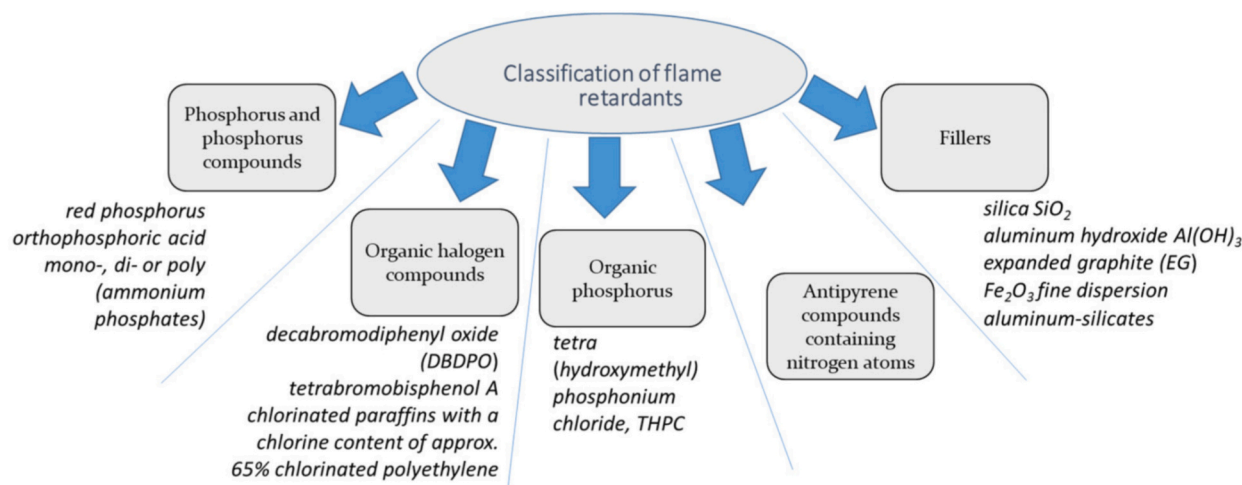 Classification of flame
retardants
Phosphorus and
phosphorus
compounds
red phosphorus
orthophosphoric acid
mono-, di- or poly
(ammonium
phosphates)
Organic halogen
compounds
decabromodiphenyl oxide
(DBDPO)
tetrabromobisphenol A
chlorinated paraffins with a
chlorine content of approx.
65% chlorinated polyethylene
Organic
phosphorus
tetra
(hydroxymethyl)
phosphonium
chloride, THPC
Antipyrene
compounds
containing
nitrogen atoms
Fillers
silica SiO₂
aluminum hydroxide Al(OH)₃
expanded graphite (EG)
Fe₂O₃ fine dispersion
aluminum-silicates